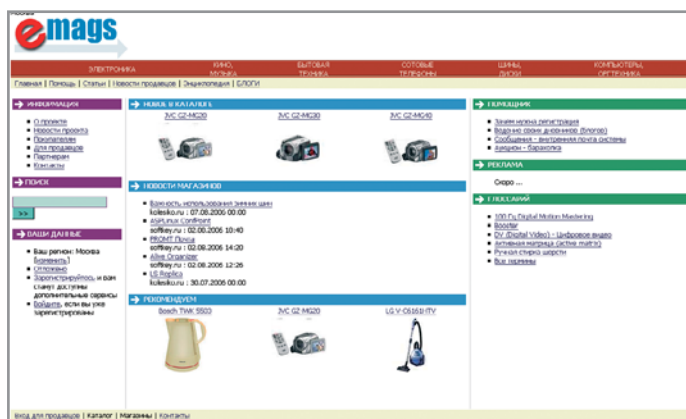 Москва
emags
ЭЛЕКТРОНИКА
КИНО, МУЗЫКА
БЫТОВАЯ ТЕХНИКА
СОТОВЫЕ ТЕЛЕФОНЫ
ШИНЫ, ДИСКИ
КОМПЬЮТЕРЫ, ОРГТЕХНИКА
Главная | Помощь | Статьи | Новости продавцов | Энциклопедия | БЛОГИ
ИНФОРМАЦИЯ
О проекте
Новости проекта
Покупателям
Для продавцов
Партнерам
Контакты
ПОИСК
>>
ВАШИ ДАННЫЕ
Ваш регион: Москва
[изменить]
Отложено
Зарегистрируйтесь, и вам
станут доступны
дополнительные сервисы
Войдите, если вы уже
зарегистрированы
НОВОЕ В КАТАЛОГЕ
JVC GZ-MG20
JVC GZ-MG30
JVC GZ-MG40
НОВОСТИ МАГАЗИНОВ
Важность использования зимних шин
kolesiko.ru : 07.08.2006 00:00
ASPLinux ConfPoint
softkey.ru : 02.08.2006 10:40
PROMT Почта
softkey.ru : 02.08.2006 14:20
Alive Organizer
softkey.ru : 02.08.2006 12:26
LS Replica
kolesiko.ru : 30.07.2006 00:00
РЕКОМЕНДУЕМ
Bosch TWK 5503
JVC GZ-MG20
LG V-C6161HTV
ПОМОЩНИК
Зачем нужна регистрация
Ведение своих дневников (блогов)
Сообщения - внутренняя почта системы
Аукцион - барахолка
РЕКЛАМА
Скоро ...
ГЛОССАРИЙ
100 Гц Digital Motion Mastering
Booster
DV (Digital Video) - Цифровое видео
Активная матрица (active matrix)
Ручная стирка шерсти
Все термины
Вход для продавцов | Каталог | Магазины | Контакты